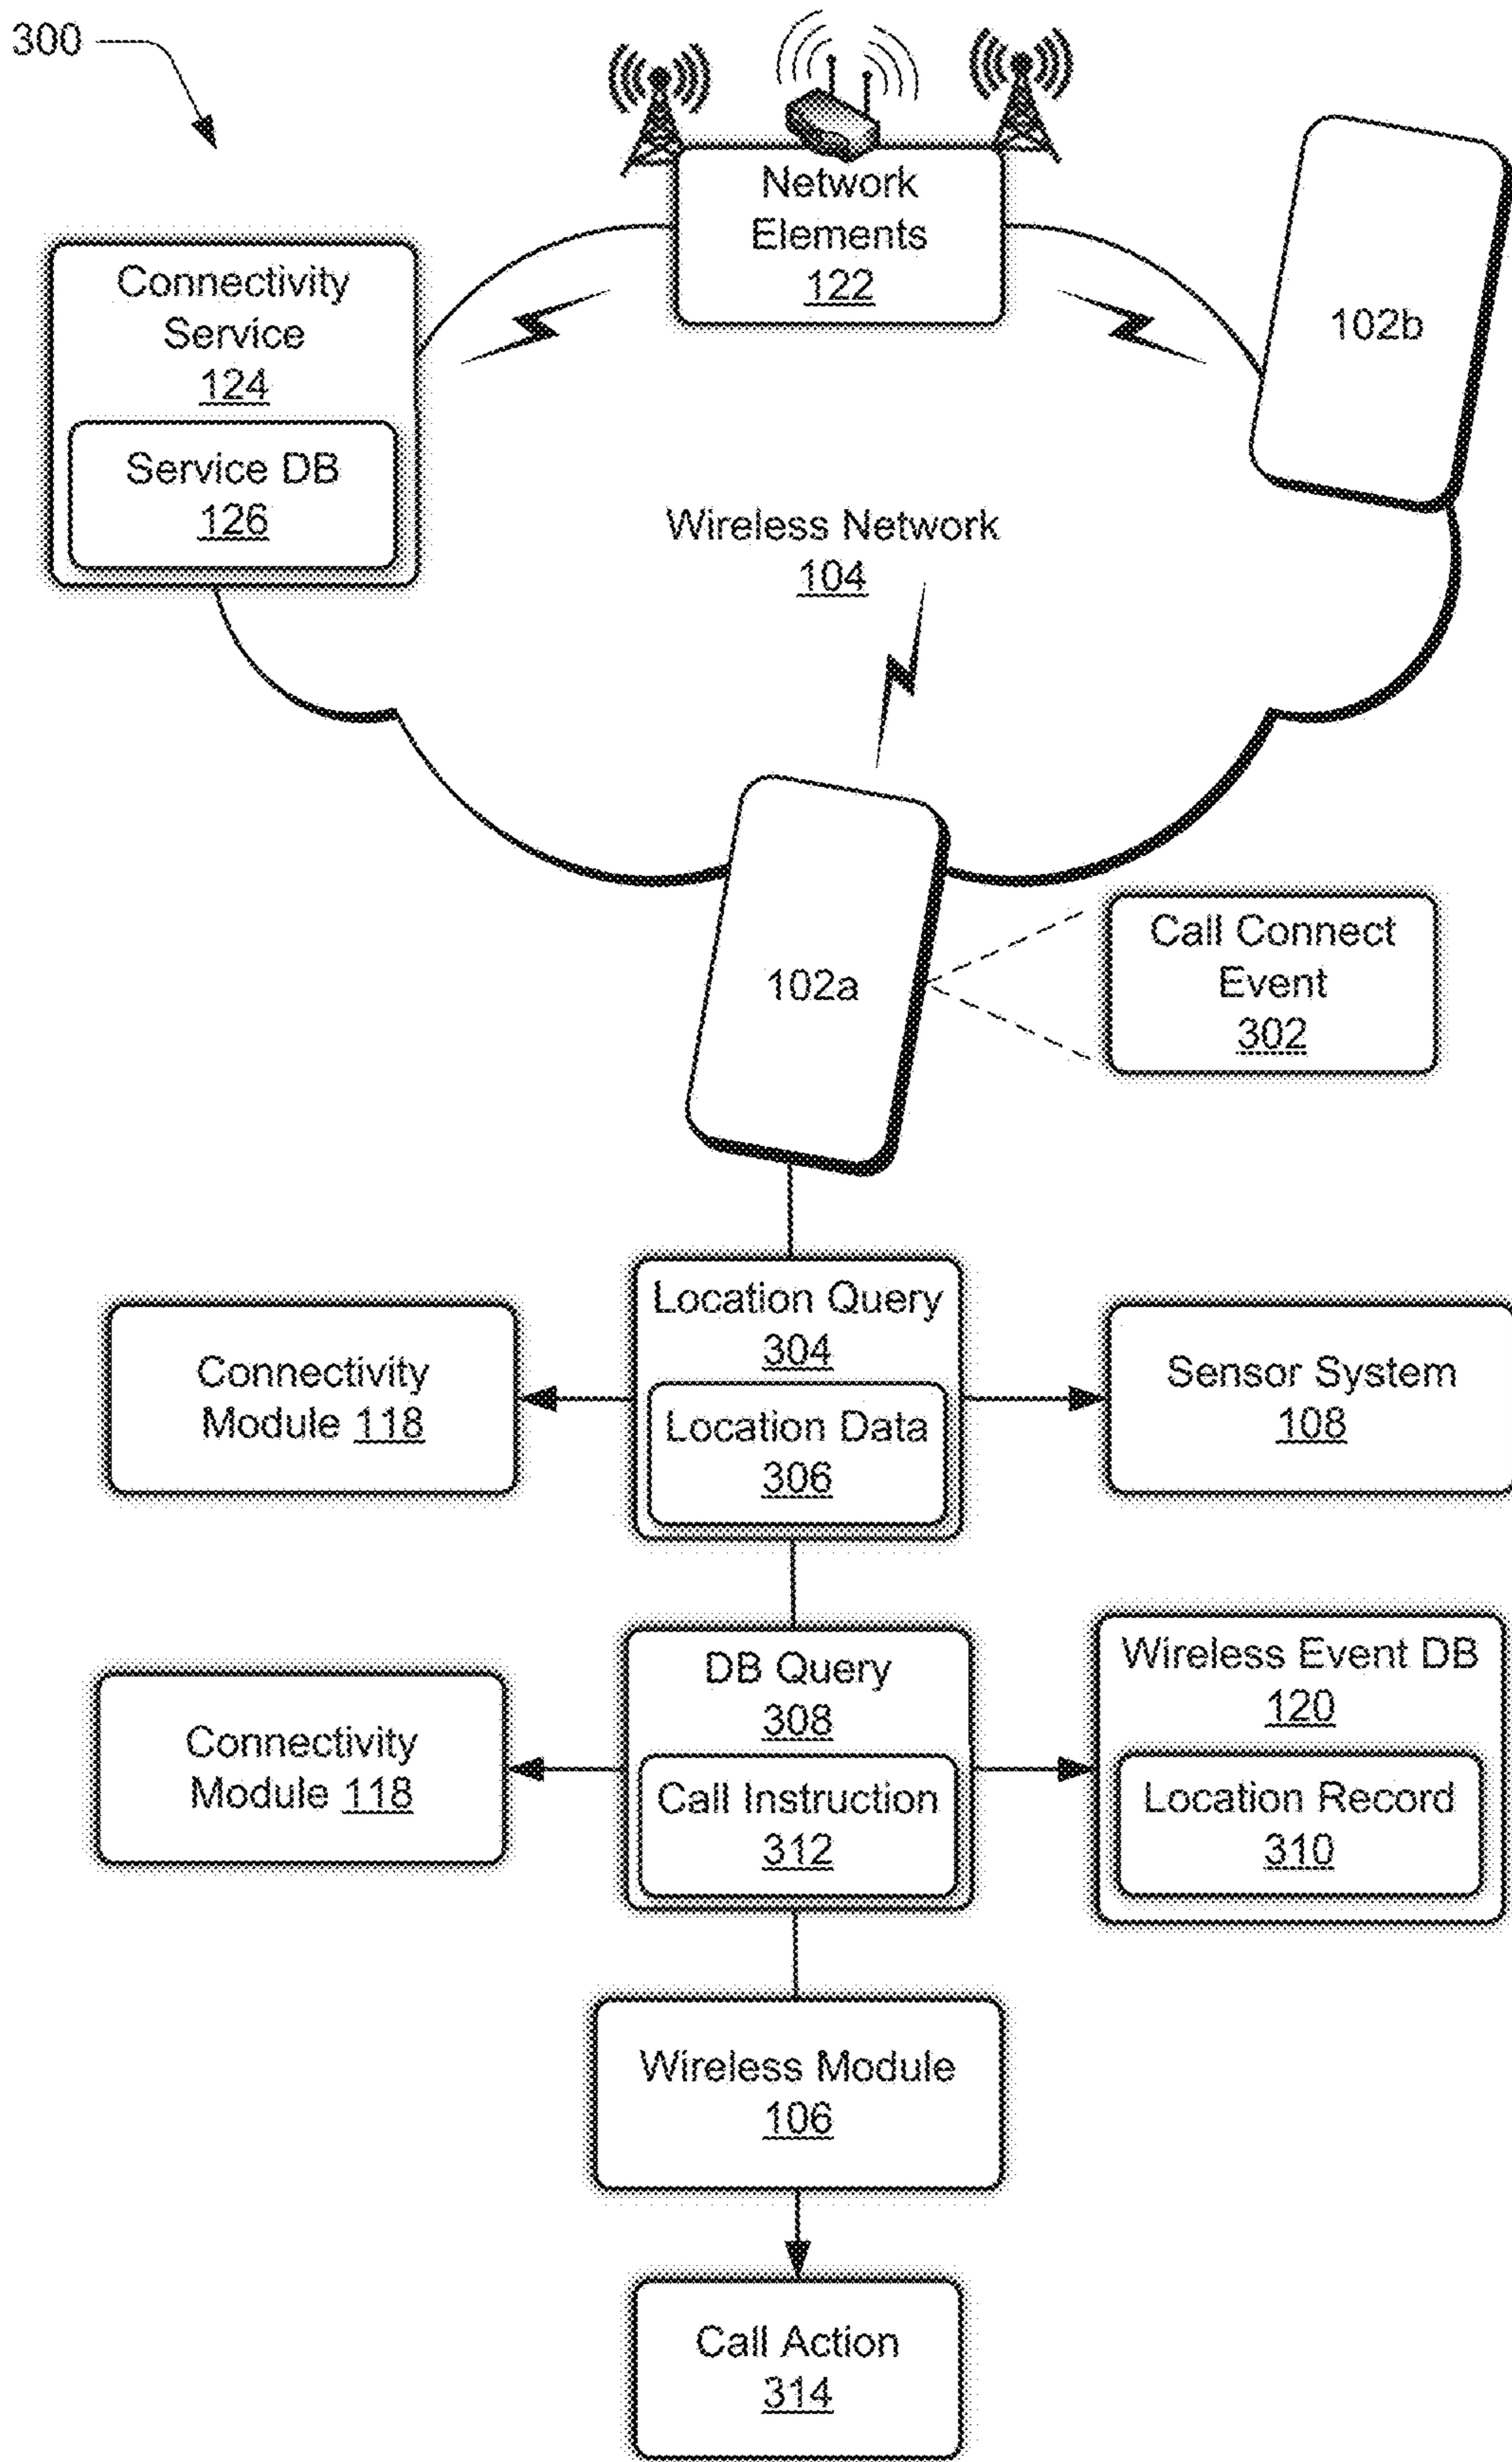 300
Network
Elements
122
Connectivity
Service
124
Service DB
126
102b
Wireless Network
104
102a
Call Connect
Event
302
Location Query
304
Location Data
306
Connectivity
Module 118
Sensor System
108
DB Query
308
Call Instruction
312
Connectivity
Module 118
Wireless Event DB
120
Location Record
310
Wireless Module
106
Call Action
314